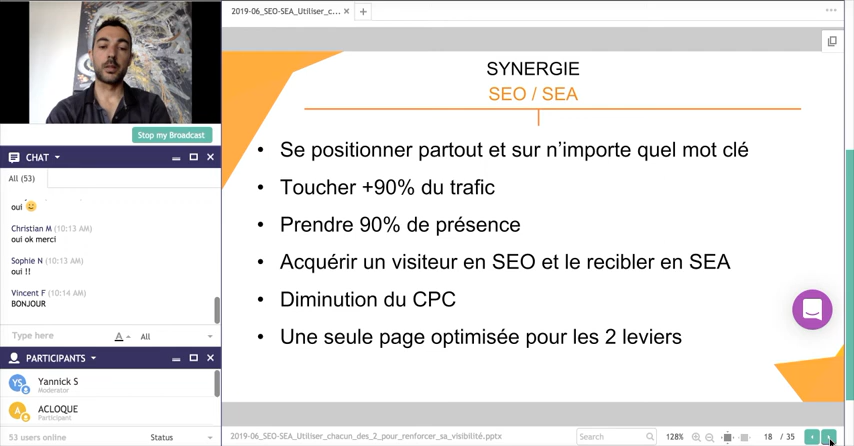 2019-06_SEO-SEA_Utiliser_c...
Stop my Broadcast
CHAT
All (53)
oui
Christian M (10:13 AM)
oui ok merci
Sophie N (10:13 AM)
oui !!
Vincent F (10:14 AM)
BONJOUR
Type here
A
All
PARTICIPANTS
YS
Yannick S
Moderator
A
ACLOQUE
Participant
53 users online
Status
SYNERGIE
SEO / SEA
• Se positionner partout et sur n’importe quel mot clé
• Toucher +90% du trafic
• Prendre 90% de présence
• Acquérir un visiteur en SEO et le recibler en SEA
• Diminution du CPC
• Une seule page optimisée pour les 2 leviers
2019-06_SEO-SEA_Utiliser_chacun_des_2_pour_renforcer_sa_visibilité.pptx
Search
128%
18 / 35